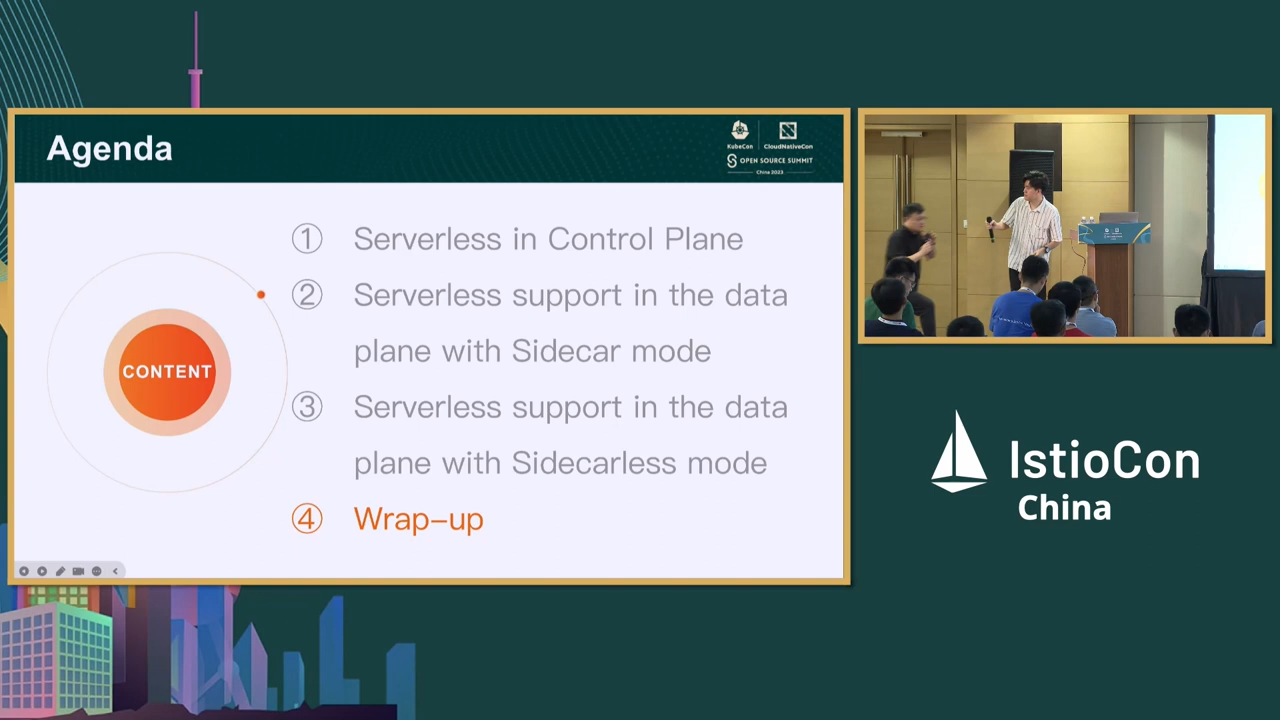 Agenda
KubeCon
CloudNativeCon
OPEN SOURCE SUMMIT
China 2023
CONTENT
① Serverless in Control Plane
② Serverless support in the data
plane with Sidecar mode
③ Serverless support in the data
plane with Sidecarless mode
④ Wrap-up
IstioCon
China